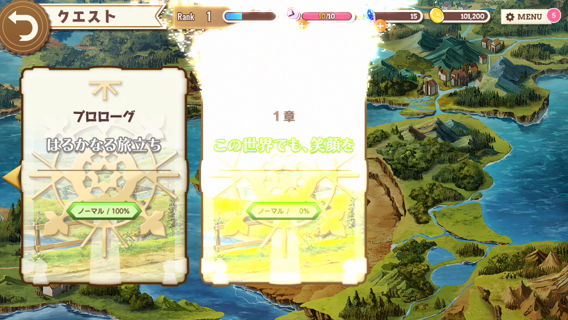 クエスト
Rank 1
10/10
15
101,200
MENU
5
プロローグ
はるかなる旅立ち
ノーマル / 100%
1章
この世界でも、笑顔を
ノーマル / 0%